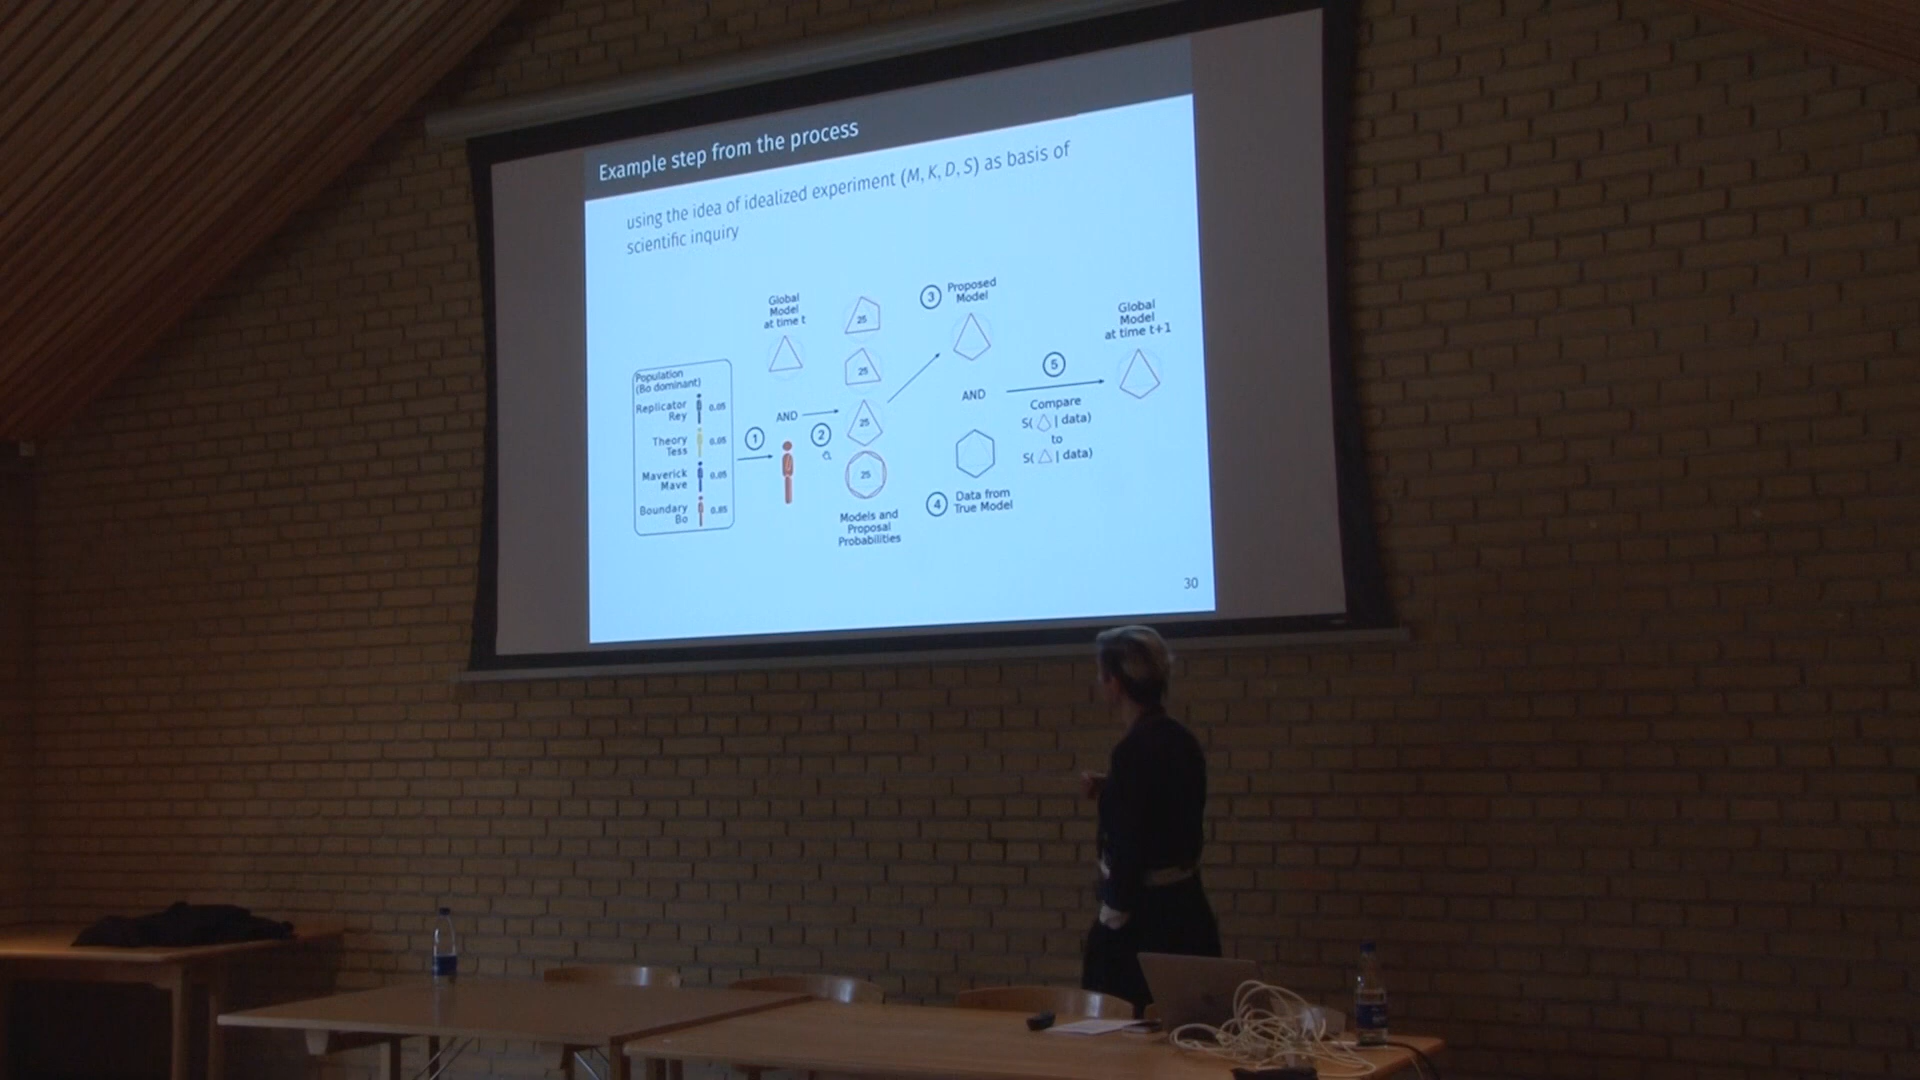 Example step from the process
using the idea of idealized experiment (M, K, D, S) as basis of
scientific inquiry
Population
(Bo dominant)
Replicator
Rey
0.05
Theory
Tess
0.05
Maverick
Mave
0.05
Boundary
Bo
0.85
1
Global
Model
at time t
AND
2
25
25
25
25
Models and
Proposal
Probabilities
3
Proposed
Model
AND
4
Data from
True Model
5
Compare
S( | data)
to
S( | data)
Global
Model
at time t+1
30